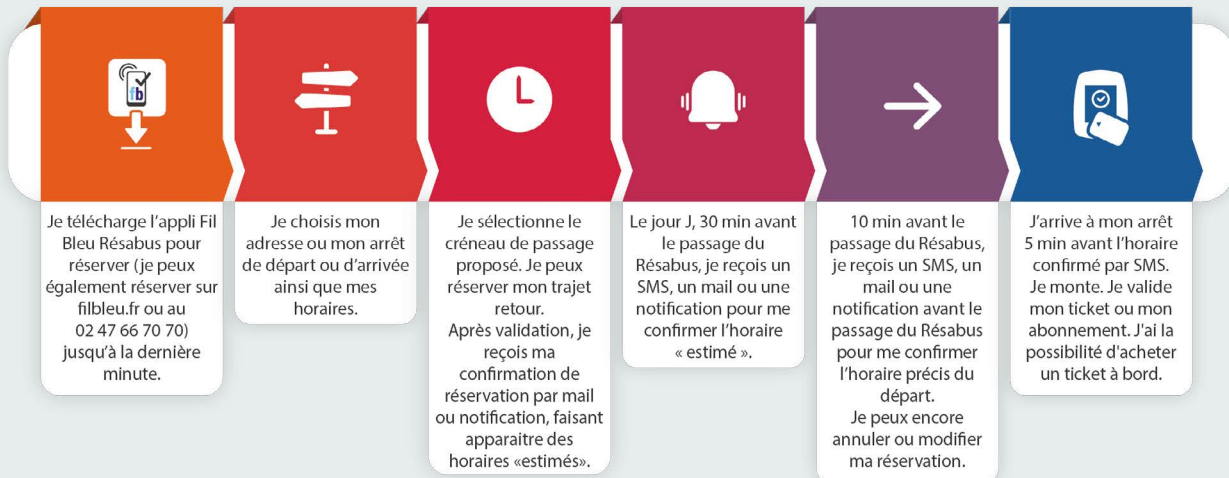 fb
Je télécharge l'appli Fil
Bleu Résabus pour
réserver (je peux
également réserver sur
filbleu.fr ou au
02 47 66 70 70)
jusqu'à la dernière
minute.
Je choisis mon
adresse ou mon arrêt
de départ ou d'arrivée
ainsi que mes
horaires.
Je sélectionne le
créneau de passage
proposé. Je peux
réserver mon trajet
retour.
Après validation, je
reçois ma
confirmation de
réservation par mail
ou notification, faisant
apparaitre des
horaires «estimés».
Le jour J, 30 min avant
le passage du
Résabus, je reçois un
SMS, un mail ou une
notification pour me
confirmer l'horaire
« estimé ».
10 min avant le
passage du Résabus,
je reçois un SMS, un
mail ou une
notification avant le
passage du Résabus
pour me confirmer
l'horaire précis du
départ.
Je peux encore
annuler ou modifier
ma réservation.
J'arrive à mon arrêt
5 min avant l'horaire
confirmé par SMS.
Je monte. Je valide
mon ticket ou mon
abonnement. J'ai la
possibilité d'acheter
un ticket à bord.